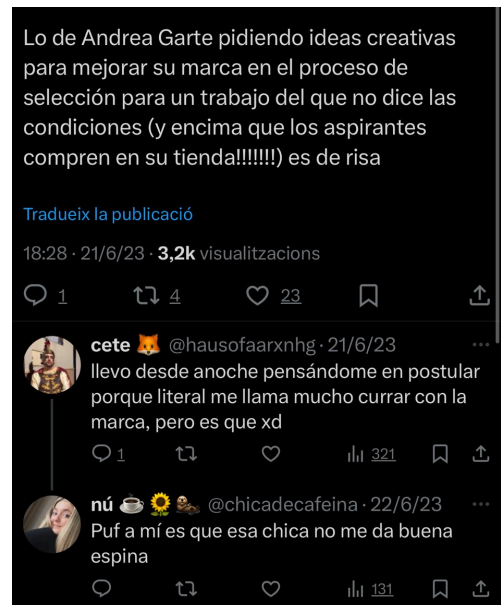 Lo de Andrea Garte pidiendo ideas creativas
para mejorar su marca en el proceso de
selección para un trabajo del que no dice las
condiciones (y encima que los aspirantes
compren en su tienda!!!!!!!) es de risa
Tradueix la publicació
18:28 · 21/6/23 · 3,2k visualitzacions
1 4 23
cete 🦊 @hausofaarxnhg · 21/6/23 ···
llevo desde anoche pensándome en postular
porque literal me llama mucho currar con la
marca, pero es que xd
1 321
nú ☕🌻🦦 @chicadecafeina · 22/6/23 ···
Puf a mí es que esa chica no me da buena
espina
131